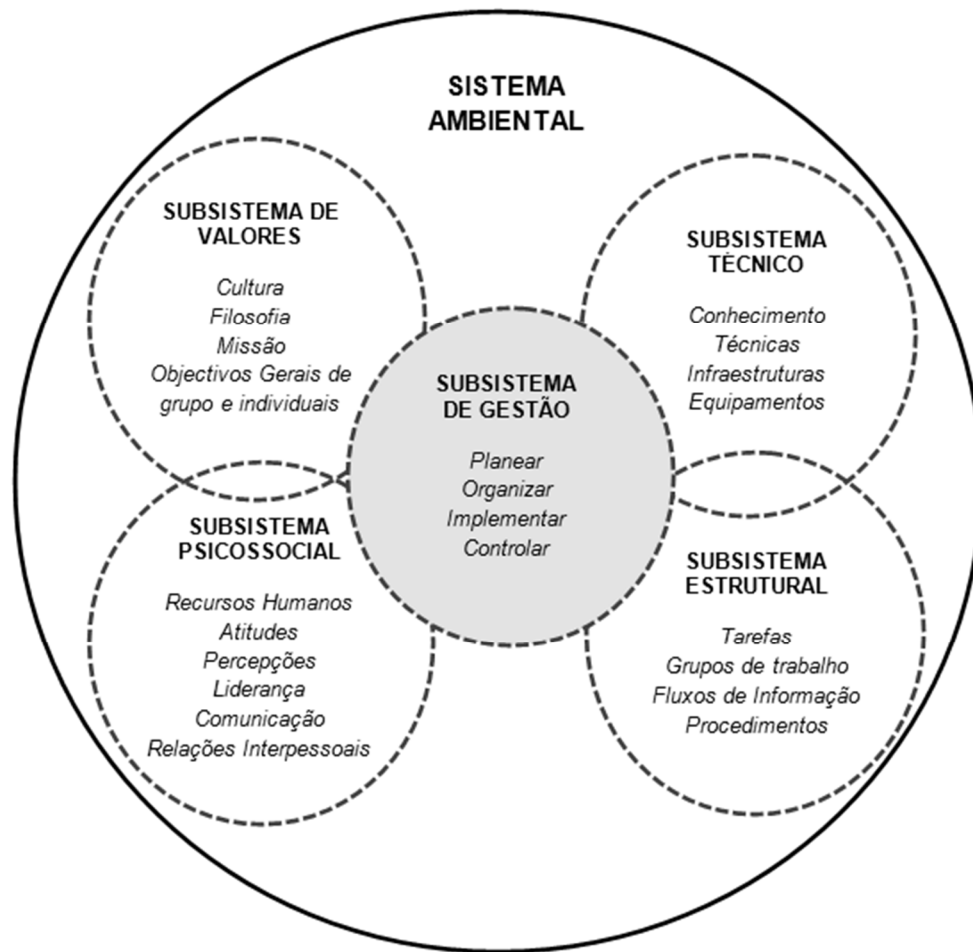 SISTEMA
AMBIENTAL
SUBSISTEMA DE
VALORES
Cultura
Filosofia
Missão
Objectivos Gerais de
grupo e individuais
SUBSISTEMA
TÉCNICO
Conhecimento
Técnicas
Infraestruturas
Equipamentos
SUBSISTEMA
DE GESTÃO
Planear
Organizar
Implementar
Controlar
SUBSISTEMA
PSICOSSOCIAL
Recursos Humanos
Atitudes
Percepções
Liderança
Comunicação
Relações Interpessoais
SUBSISTEMA
ESTRUTURAL
Tarefas
Grupos de trabalho
Fluxos de Informação
Procedimentos